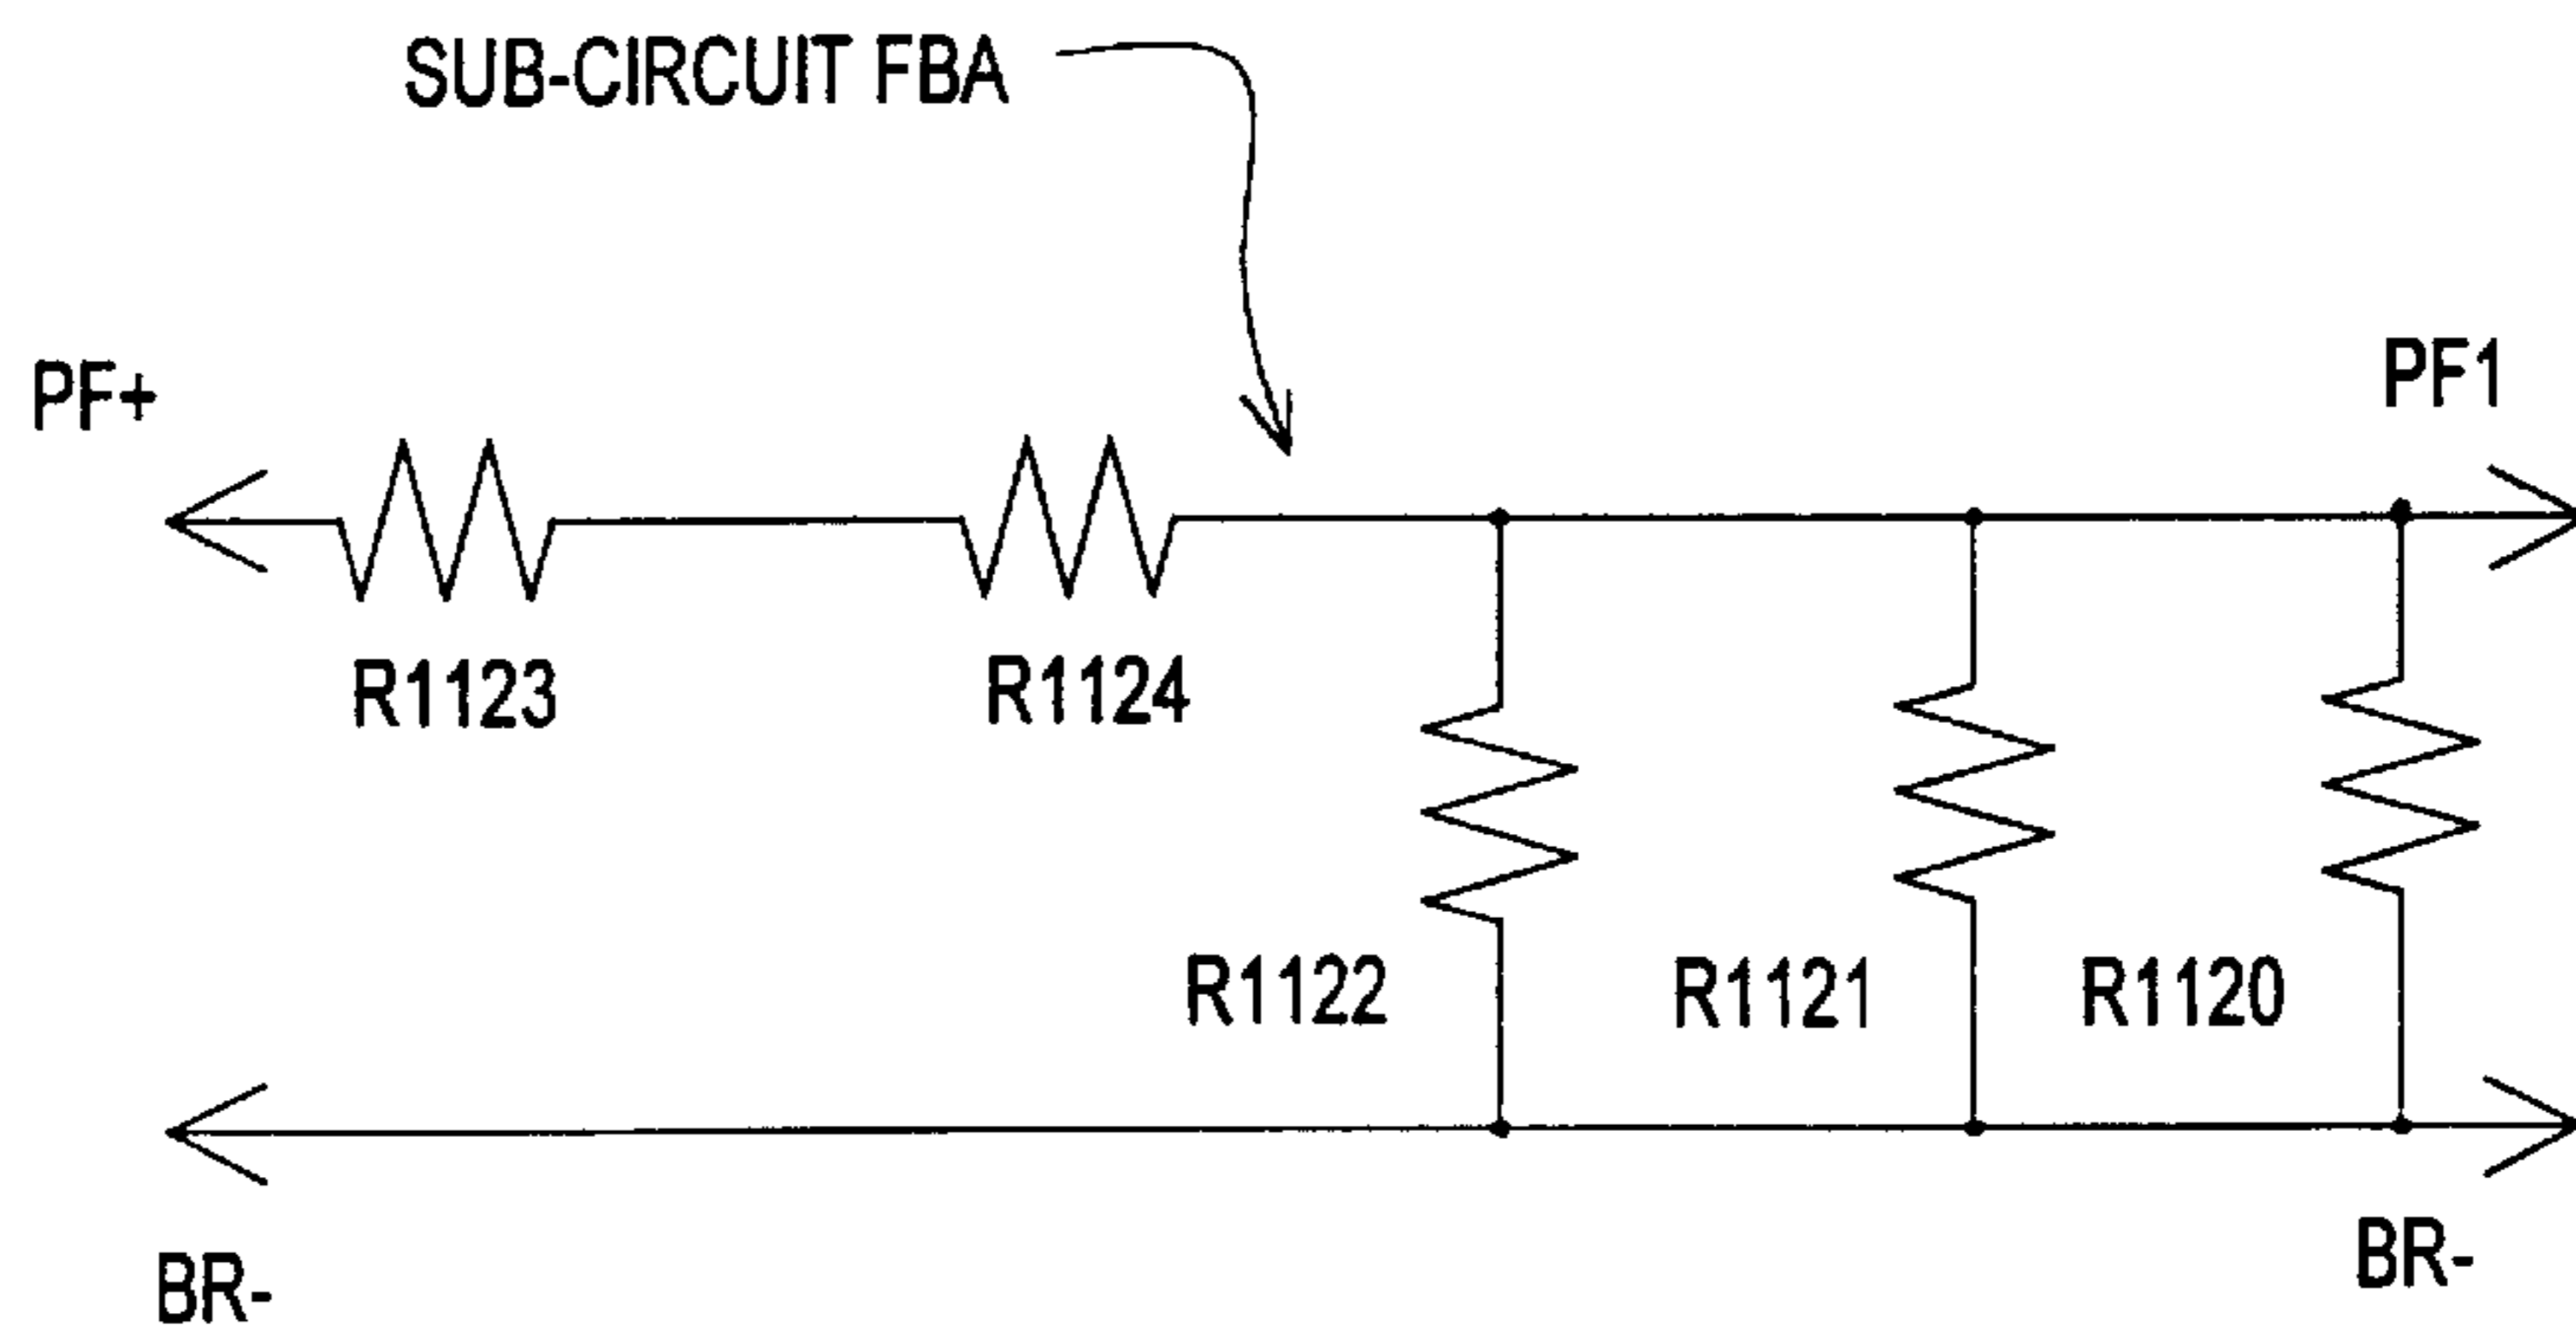 SUB-CIRCUIT FBA
PF+
PF1
R1123
R1124
R1122
R1121
R1120
BR-
BR-